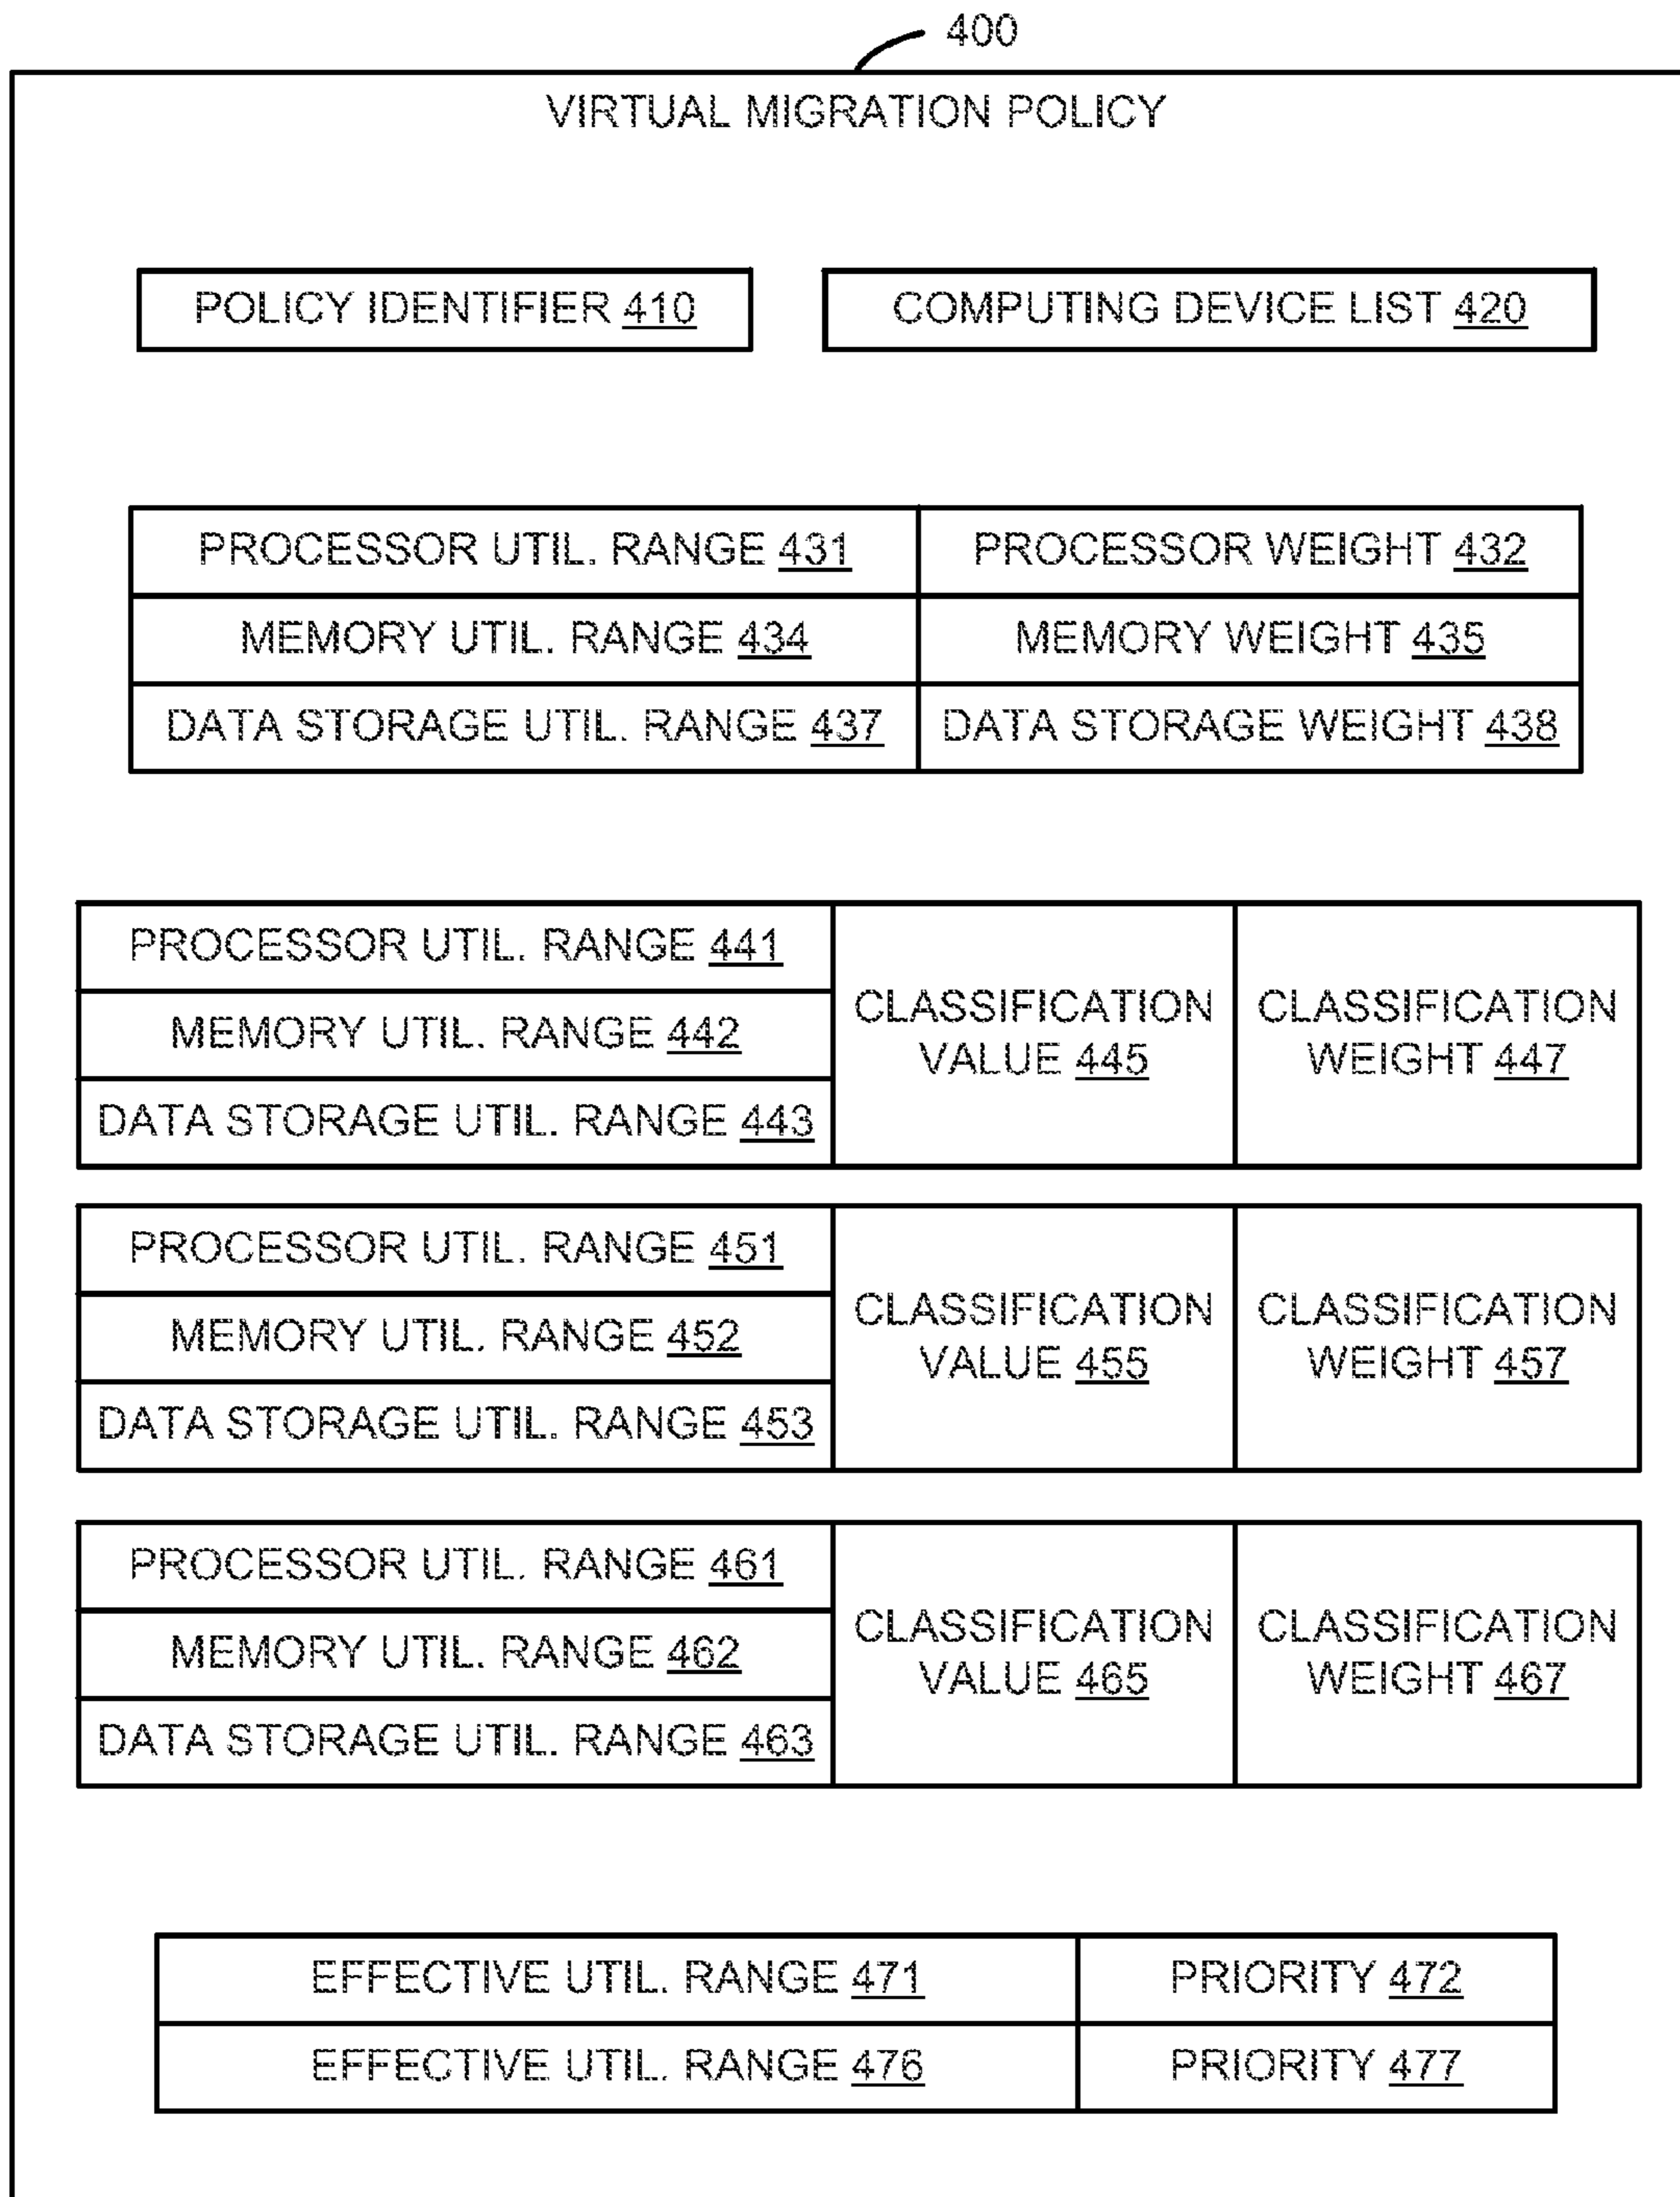 400
VIRTUAL MIGRATION POLICY
POLICY IDENTIFIER 410
COMPUTING DEVICE LIST 420
PROCESSOR UTIL. RANGE 431
PROCESSOR WEIGHT 432
MEMORY UTIL. RANGE 434
MEMORY WEIGHT 435
DATA STORAGE UTIL. RANGE 437
DATA STORAGE WEIGHT 438
PROCESSOR UTIL. RANGE 441
MEMORY UTIL. RANGE 442
DATA STORAGE UTIL. RANGE 443
CLASSIFICATION
VALUE 445
CLASSIFICATION
WEIGHT 447
PROCESSOR UTIL. RANGE 451
MEMORY UTIL. RANGE 452
DATA STORAGE UTIL. RANGE 453
CLASSIFICATION
VALUE 455
CLASSIFICATION
WEIGHT 457
PROCESSOR UTIL. RANGE 461
MEMORY UTIL. RANGE 462
DATA STORAGE UTIL. RANGE 463
CLASSIFICATION
VALUE 465
CLASSIFICATION
WEIGHT 467
EFFECTIVE UTIL. RANGE 471
PRIORITY 472
EFFECTIVE UTIL. RANGE 476
PRIORITY 477